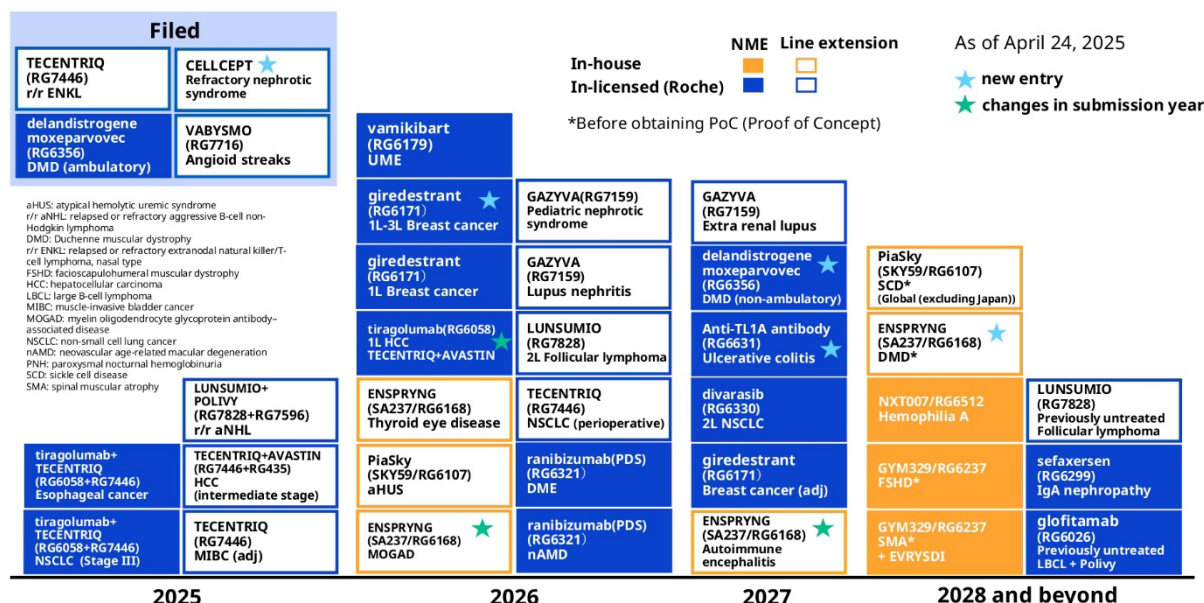 Filed
TECENTRIQ
(RG7446)
r/r ENKL
CELLCEPT
Refractory nephrotic
syndrome
delandistrogene
moxeparvovec
(RG6356)
DMD (ambulatory)
VABYSMO
(RG7716)
Angioid streaks
NME
Line extension
In-house
In-licensed (Roche)
*Before obtaining PoC (Proof of Concept)
As of April 24, 2025
new entry
changes in submission year
aHUS: atypical hemolytic uremic syndrome
r/r aNHL: relapsed or refractory aggressive B-cell non-
Hodgkin lymphoma
DMD: Duchenne muscular dystrophy
r/r ENKL: relapsed or refractory extranodal natural killer/T-
cell lymphoma, nasal type
FSHD: facioscapulohumeral muscular dystrophy
HCC: hepatocellular carcinoma
LBCL: large B-cell lymphoma
MIBC: muscle-invasive bladder cancer
MOGAD: myelin oligodendrocyte glycoprotein antibody–
associated disease
NSCLC: non-small cell lung cancer
nAMD: neovascular age-related macular degeneration
PNH: paroxysmal nocturnal hemoglobinuria
SCD: sickle cell disease
SMA: spinal muscular atrophy
LUNSUMIO+
POLIVY
(RG7828+RG7596)
r/r aNHL
tiragolumab+
TECENTRIQ
(RG6058+RG7446)
Esophageal cancer
TECENTRIQ+AVASTIN
(RG7446+RG435)
HCC
(intermediate stage)
tiragolumab+
TECENTRIQ
(RG6058+RG7446)
NSCLC (Stage III)
TECENTRIQ
(RG7446)
MIBC (adj)
2025
vamikibart
(RG6179)
UME
giredestrant
(RG6171)
1L-3L Breast cancer
GAZYVA(RG7159)
Pediatric nephrotic
syndrome
giredestrant
(RG6171)
1L Breast cancer
GAZYVA
(RG7159)
Lupus nephritis
tiragolumab(RG6058)
1L HCC
TECENTRIQ+AVASTIN
LUNSUMIO
(RG7828)
2L Follicular lymphoma
ENSPRYNG
(SA237/RG6168)
Thyroid eye disease
TECENTRIQ
(RG7446)
NSCLC (perioperative)
PiaSky
(SKY59/RG6107)
aHUS
ranibizumab(PDS)
(RG6321)
DME
ENSPRYNG
(SA237/RG6168)
MOGAD
ranibizumab(PDS)
(RG6321)
nAMD
2026
GAZYVA
(RG7159)
Extra renal lupus
delandistrogene
moxeparvovec
(RG6356)
DMD (non-ambulatory)
Anti-TL1A antibody
(RG6631)
Ulcerative colitis
divarasib
(RG6330)
2L NSCLC
giredestrant
(RG6171)
Breast cancer (adj)
ENSPRYNG
(SA237/RG6168)
Autoimmune
encephalitis
2027
PiaSky
(SKY59/RG6107)
SCD*
(Global (excluding Japan))
ENSPRYNG
(SA237/RG6168)
DMD*
NXT007/RG6512
Hemophilia A
LUNSUMIO
(RG7828)
Previously untreated
Follicular lymphoma
GYM329/RG6237
FSHD*
sefaxersen
(RG6299)
IgA nephropathy
GYM329/RG6237
SMA*
+ EVRYSDI
glofitamab
(RG6026)
Previously untreated
LBCL + Polivy
2028 and beyond